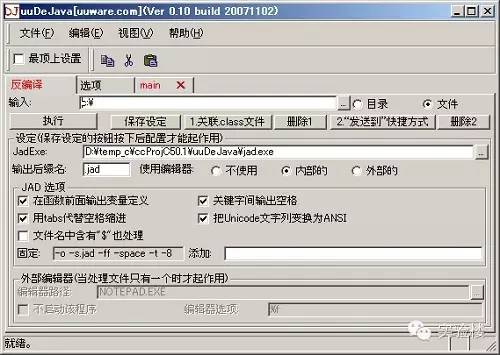 uuDeJava[uuware.com]{Ver 0.10 build 20071102}
文件(F) 编辑(E) 视图(V) 帮助(H)
最顶上设置
反编译 选项 main ×
输入: c:¥ .. 目录 文件
执行 保存设定 1.关联.class文件 删除1 2.“发送到”快捷方式 删除2
设定(保存设定的按钮按下后配置才能起作用)
JadExe: D:¥temp_c¥ccProjC50.1¥uuDeJava¥jad.exe ..
输出后缀名: .jad (使用编辑器: 不使用 内部的 外部的
JAD 选项
在函数前面输出变量定义 关键字间输出空格
用tabs代替空格缩进 把Unicode文字列变换为ANSI
文件名中含有"$"也处理
固定: -o -s.jad -ff -space -t -8 添加:
外部编辑器(当处理文件只有一个时才起作用)
编辑器路径: NOTEPAD.EXE ..
不启动该程序 编辑器选项: %f
就绪。
实验楼